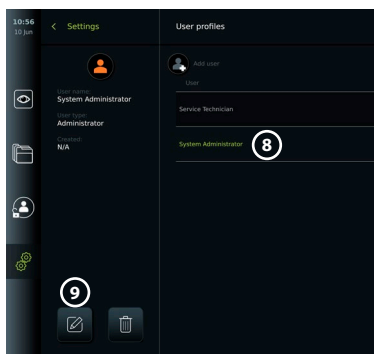 10:56
10 Jun
Settings
User profiles
Add user
User
User name:
System Administrator
User type:
Administrator
Created:
N/A
Service Technician
System Administrator
8
9